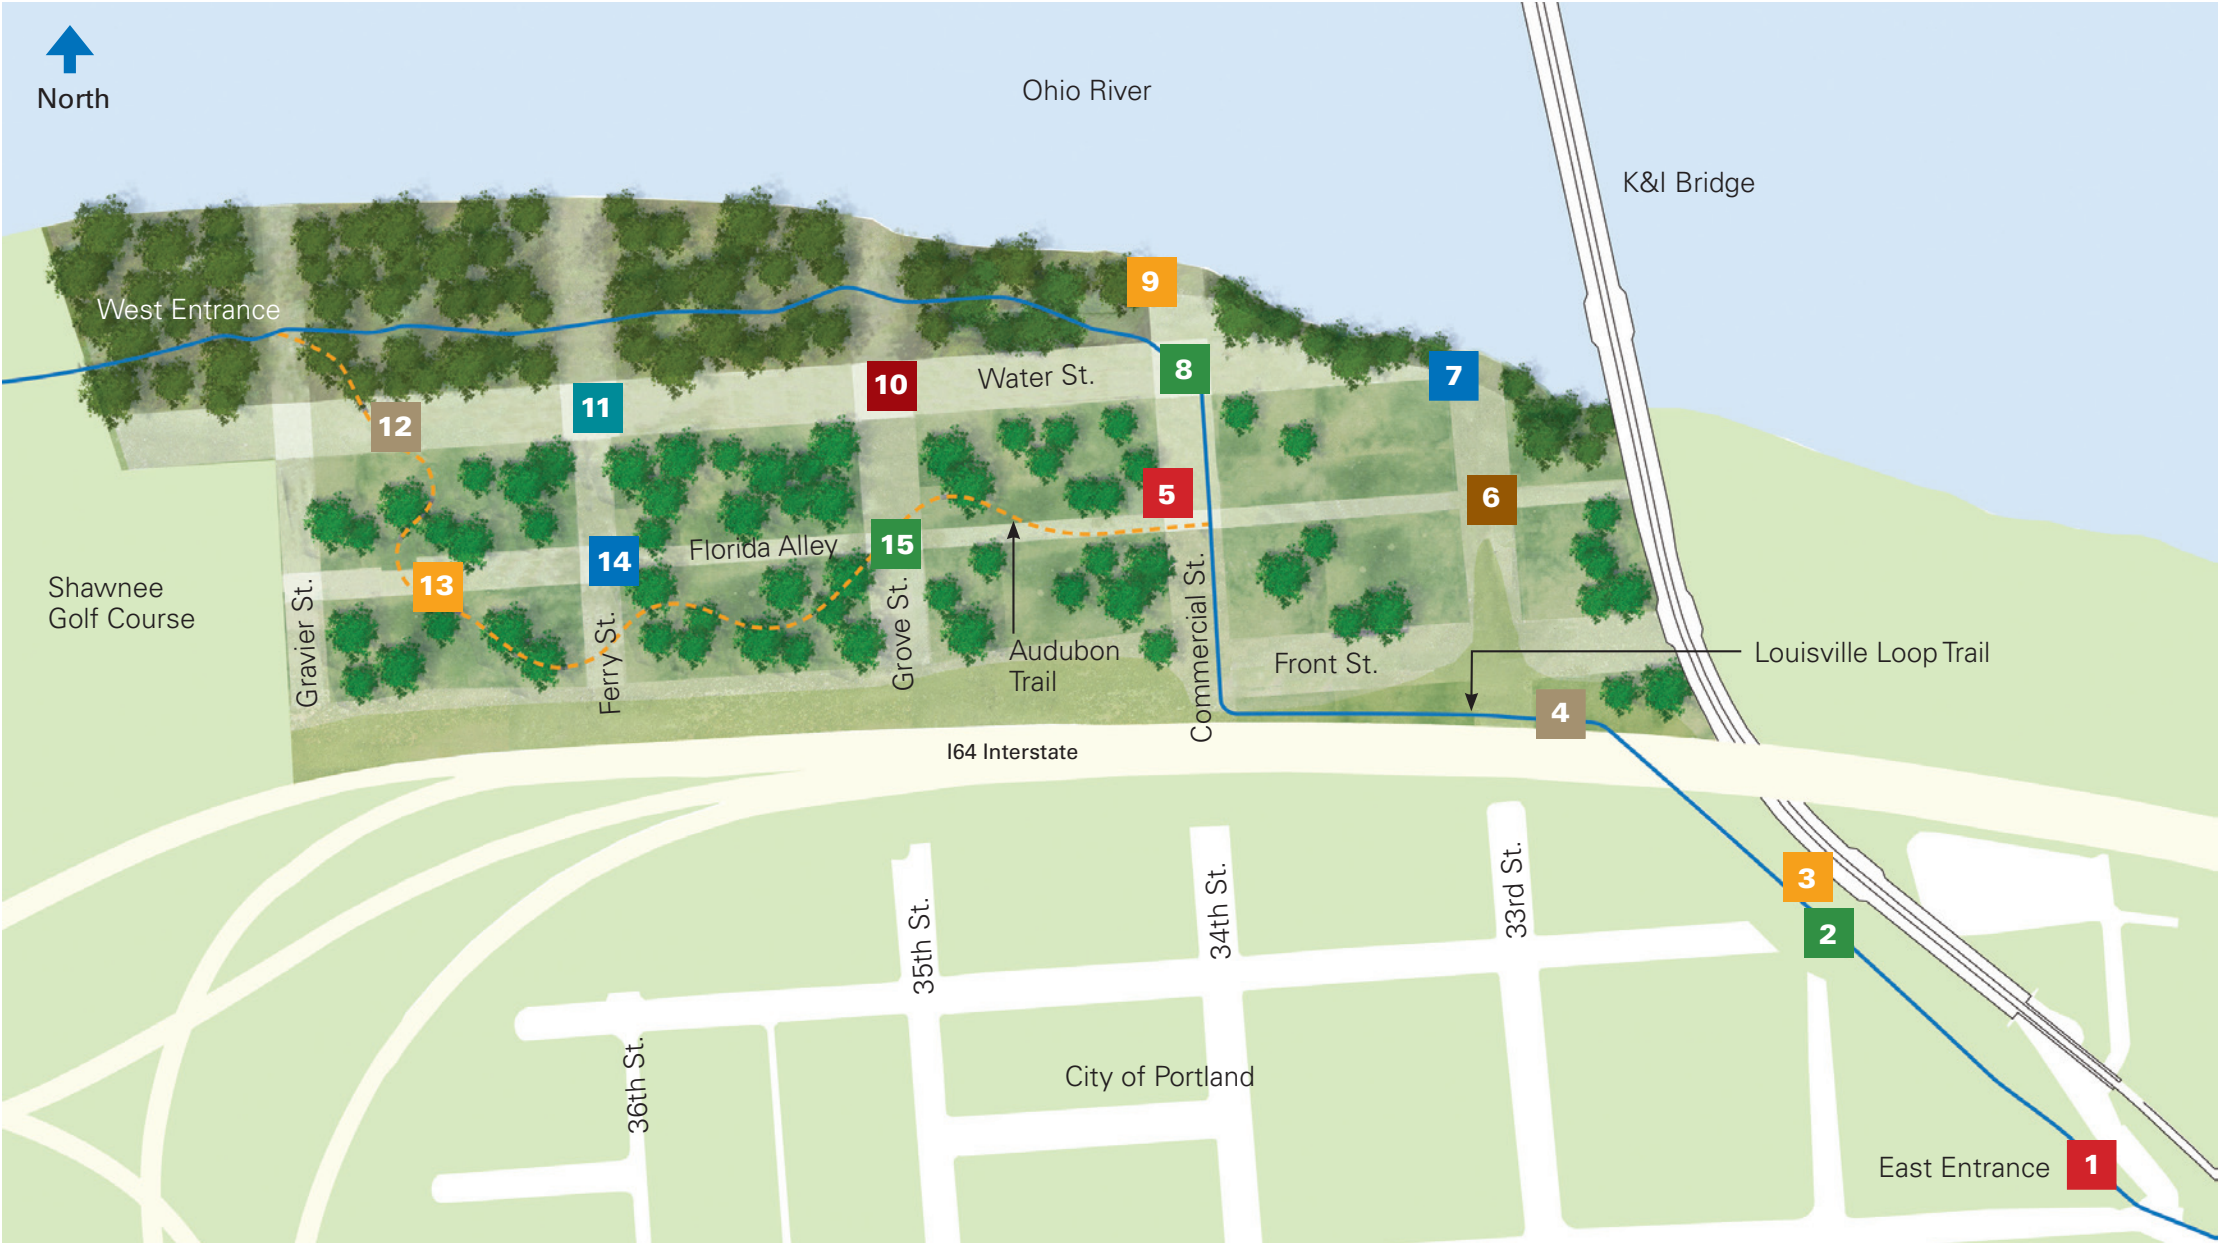 North
Ohio River
K&I Bridge
9
West Entrance
8
Water St.
7
10
11
12
5
6
15
Florida Alley
14
13
Shawnee
Golf Course
Gravier St.
Ferry St.
Grove St.
Audubon
Trail
Commercial St.
Front St.
Louisville Loop Trail
4
I64 Interstate
3
2
35th St.
34th St.
33rd St.
36th St.
City of Portland
East Entrance
1